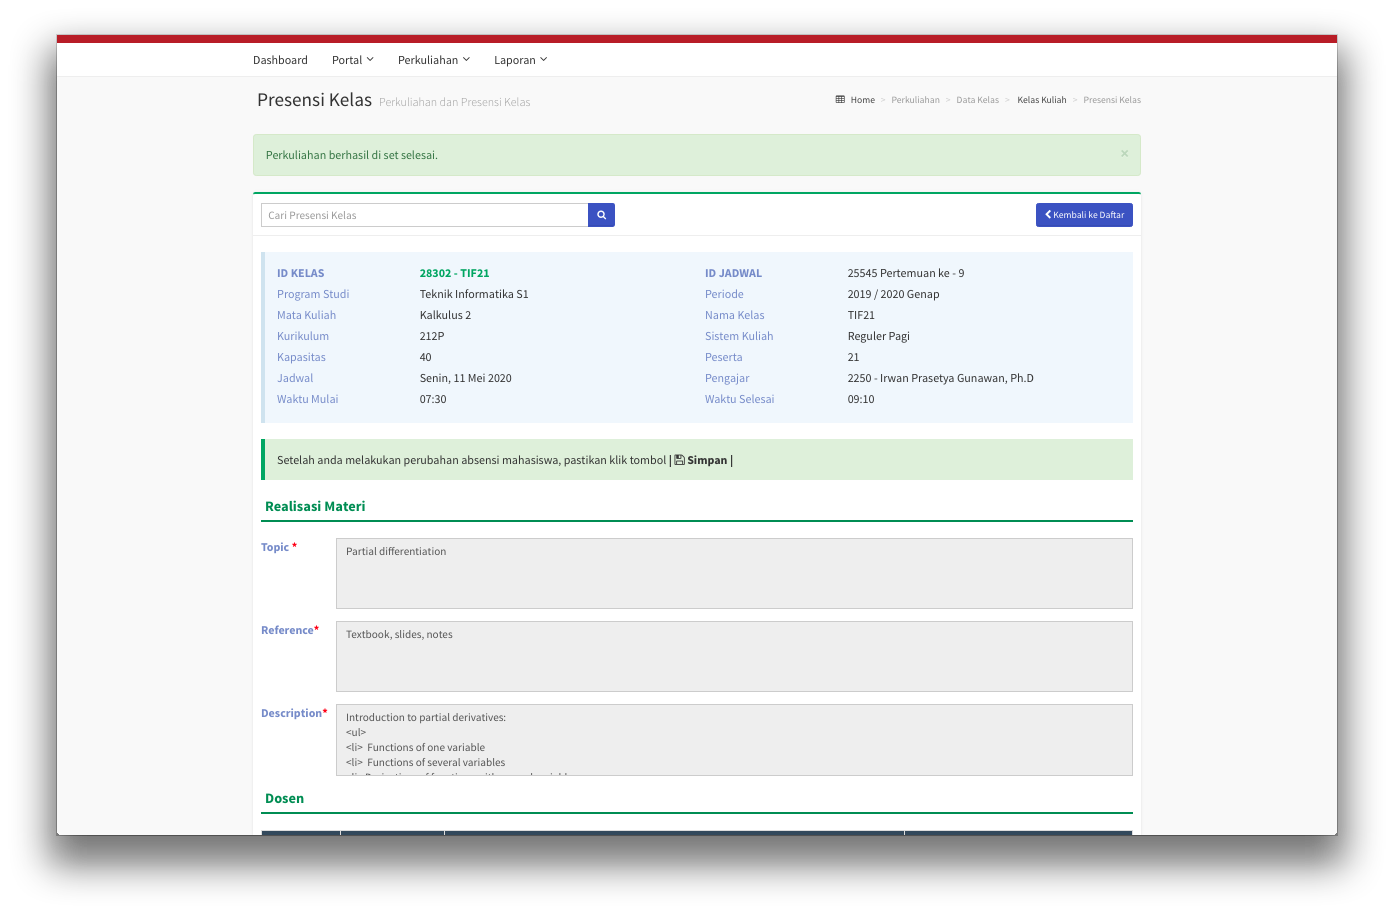 Dashboard Portal Perkuliahan Laporan
Presensi Kelas Perkuliahan dan Presensi Kelas
Home > Perkuliahan > Data Kelas > Kelas Kuliah > Presensi Kelas
Perkuliahan berhasil di set selesai. ×
Cari Presensi Kelas
Kembali ke Daftar
ID KELAS 28302 - TIF21 ID JADWAL 25545 Pertemuan ke - 9
Program Studi Teknik Informatika S1 Periode 2019 / 2020 Genap
Mata Kuliah Kalkulus 2 Nama Kelas TIF21
Kurikulum 212P Sistem Kuliah Reguler Pagi
Kapasitas 40 Peserta 21
Jadwal Senin, 11 Mei 2020 Pengajar 2250 - Irwan Prasetya Gunawan, Ph.D
Waktu Mulai 07:30 Waktu Selesai 09:10
Setelah anda melakukan perubahan absensi mahasiswa, pastikan klik tombol | Simpan |
Realisasi Materi
Topic * Partial differentiation
Reference* Textbook, slides, notes
Description* Introduction to partial derivatives:
<ul>
<li> Functions of one variable
<li> Functions of several variables
Dosen